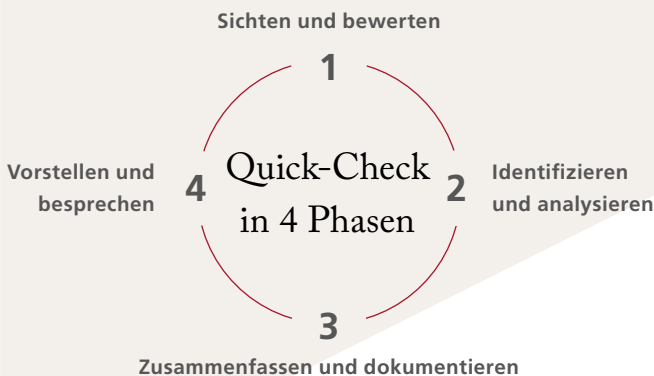 Sichten und bewerten
1
Quick-Check
in 4 Phasen
2
Identifizieren
und analysieren
3
Zusammenfassen und dokumentieren
4
Vorstellen und
besprechen